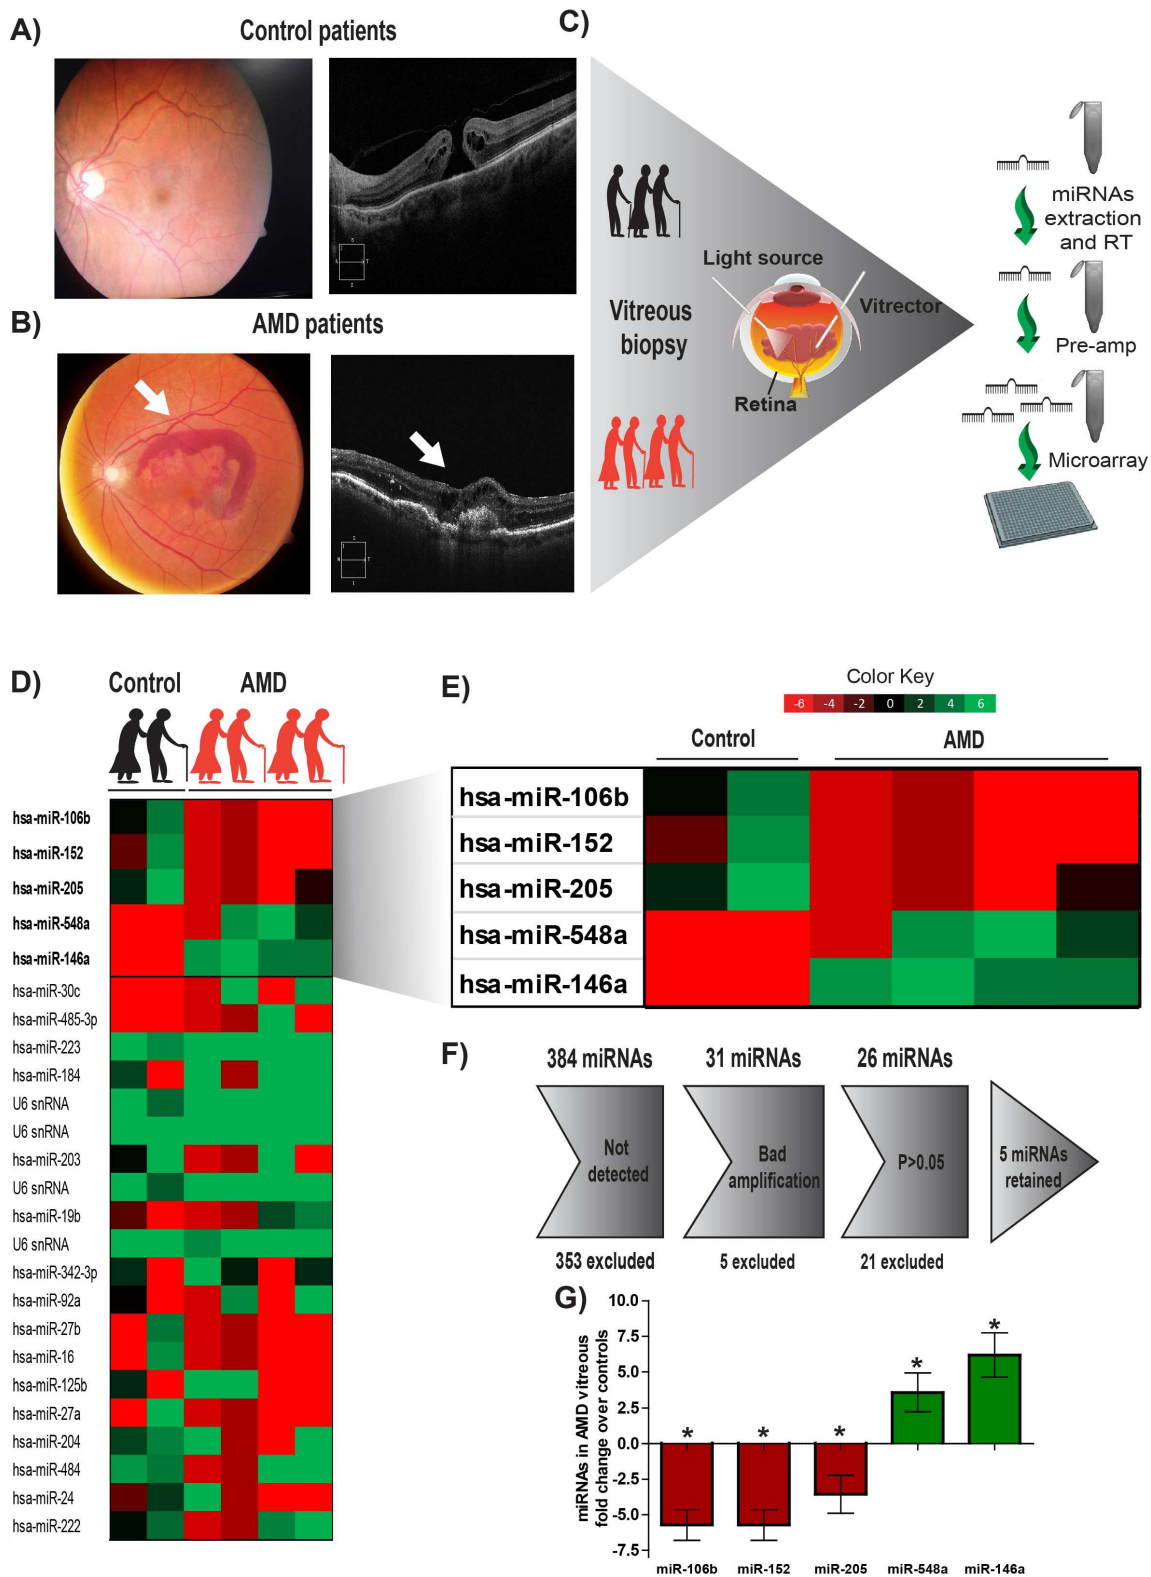 A)
Control patients
B)
AMD patients
C)
Vitreous
biopsy
Light source
Vitrector
Retina
miRNAs
extraction
and RT
Pre-amp
Microarray
D)
Control
AMD
hsa-miR-106b
hsa-miR-152
hsa-miR-205
hsa-miR-548a
hsa-miR-146a
hsa-miR-30c
hsa-miR-485-3p
hsa-miR-223
hsa-miR-184
U6 snRNA
U6 snRNA
hsa-miR-203
U6 snRNA
hsa-miR-19b
U6 snRNA
hsa-miR-342-3p
hsa-miR-92a
hsa-miR-27b
hsa-miR-16
hsa-miR-125b
hsa-miR-27a
hsa-miR-204
hsa-miR-484
hsa-miR-24
hsa-miR-222
E)
Color Key
-6 -4 -2 0 2 4 6
Control
AMD
hsa-miR-106b
hsa-miR-152
hsa-miR-205
hsa-miR-548a
hsa-miR-146a
F)
384 miRNAs
31 miRNAs
26 miRNAs
Not
detected
Bad
amplification
P>0.05
5 miRNAs
retained
353 excluded
5 excluded
21 excluded
G)
miRNAs in AMD vitreous
fold change over controls
10.0
7.5
5.0
2.5
0.0
-2.5
-5.0
-7.5
* * * * *
miR-106b
miR-152
miR-205
miR-548a
miR-146a